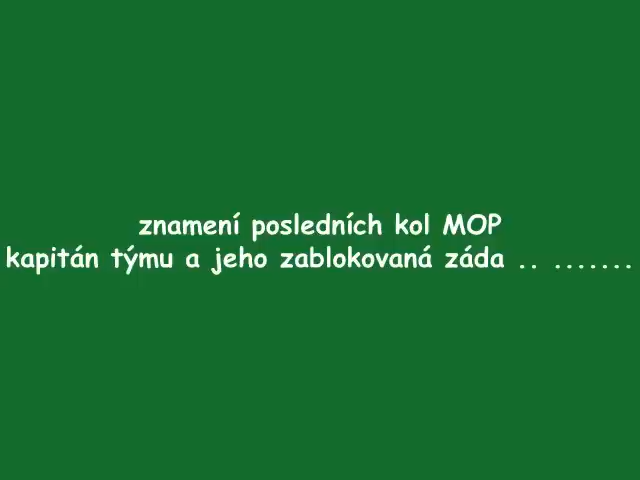 znamení posledních kol MOP
kapitán týmu a jeho zablokovaná záda .. .......